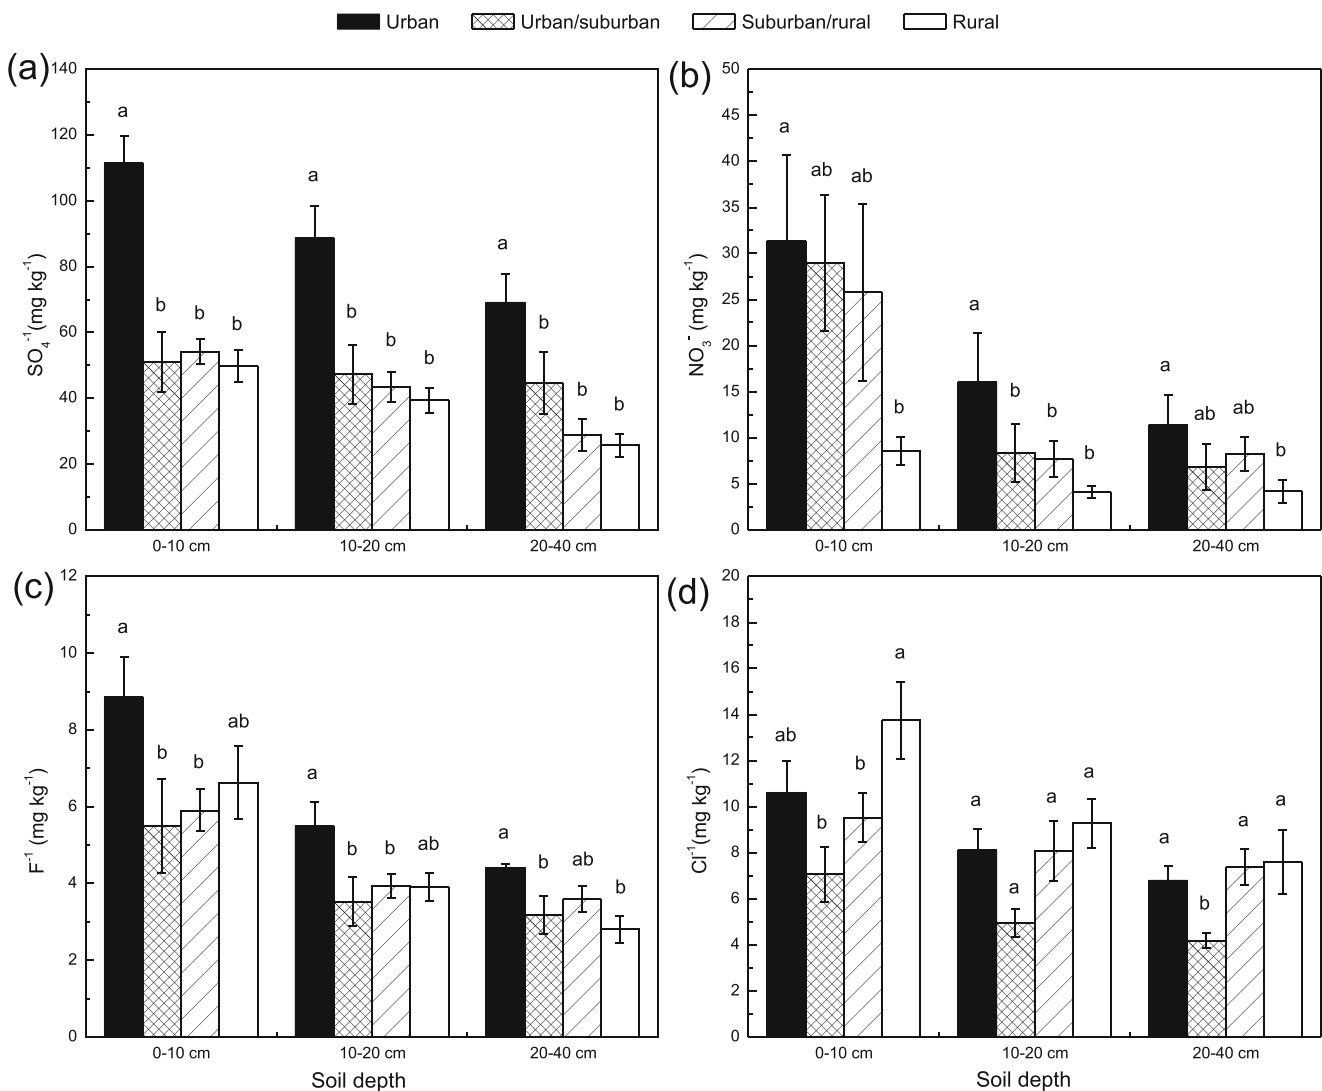 Urban Urban/suburban Suburban/rural Rural
(a)
SO₄⁻¹(mg kg⁻¹)
140
120
100
80
60
40
20
0
a b b b
a b b b
a b b b
0-10 cm 10-20 cm 20-40 cm
(b)
NO₃⁻ (mg kg⁻¹)
50
45
40
35
30
25
20
15
10
5
0
a ab ab b
a b b b
a ab ab b
0-10 cm 10-20 cm 20-40 cm
(c)
F⁻¹ (mg kg⁻¹)
12
10
8
6
4
2
0
a b b ab
a b b ab
a b ab b
0-10 cm 10-20 cm 20-40 cm
Soil depth
(d)
Cl⁻¹(mg kg⁻¹)
20
18
16
14
12
10
8
6
4
2
0
ab b b a
a a a a
a b a a
0-10 cm 10-20 cm 20-40 cm
Soil depth